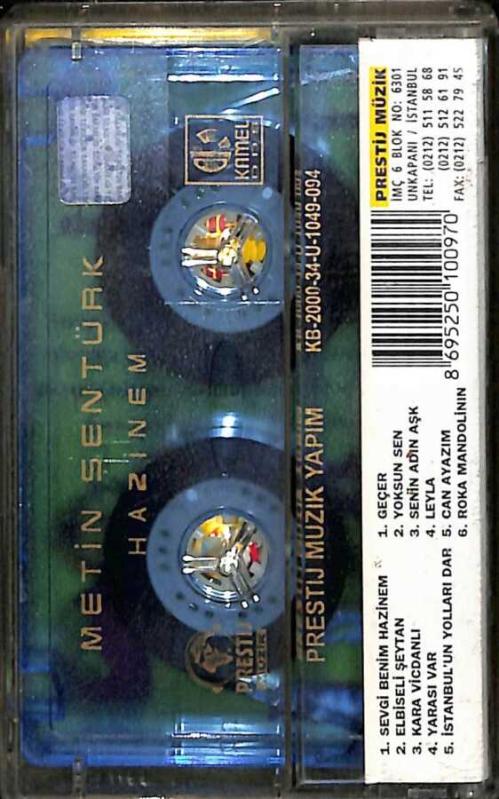 METİN ŞENTÜRK
HAZİNEM
KAMEL
DIDE
PRESTİJ
MÜZİK
PRESTİJ MÜZİK YAPIM
KB-2000-34-U-1049-094
1. SEVGİ BENİM HAZİNEM
2. ELBİSELİ ŞEYTAN
3. KARA VİCDANLI
4. YARASI VAR
5. İSTANBUL'UN YOLLARI DAR
1. GEÇER
2. YOKSUN SEN
3. SENİN ADIN AŞK
4. LEYLA
5. CAN AYAZIM
6. ROKA MANDOLİNIN
8 695250 100970
PRESTİJ MÜZİK
İMÇ 6 BLOK NO: 6301
UNKAPANI / İSTANBUL
TEL: (0212) 511 58 68
(0212) 512 61 91
FAX: (0212) 522 79 45